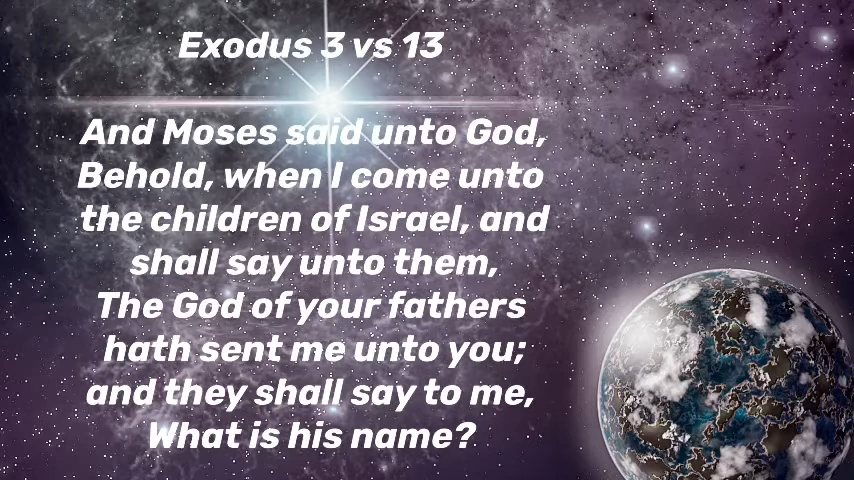 Exodus 3 vs 13
And Moses said unto God,
Behold, when I come unto
the children of Israel, and
shall say unto them,
The God of your fathers
hath sent me unto you;
and they shall say to me,
What is his name?